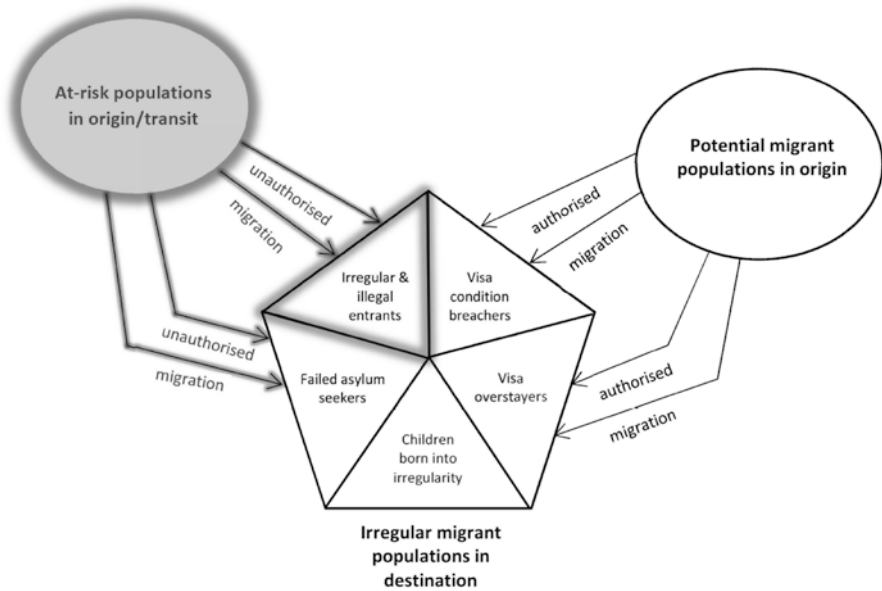 At-risk populations
in origin/transit
Potential migrant
populations in origin
unauthorised
migration
authorised
migration
Irregular &
illegal
entrants
Visa
condition
breachers
unauthorised
migration
Failed asylum
seekers
Visa
overstayers
authorised
migration
Children
born into
irregularity
Irregular migrant
populations in
destination